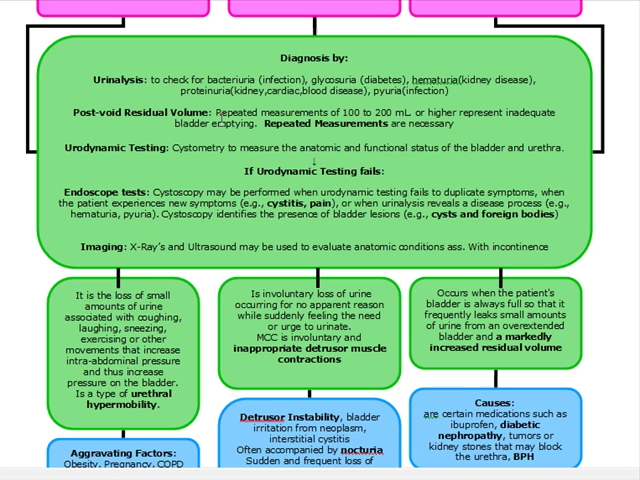 Diagnosis by:
Urinalysis: to check for bacteriuria (infection), glycosuria (diabetes), hematuria(kidney disease),
proteinuria(kidney,cardiac,blood disease), pyuria(infection)
Post-void Residual Volume: Repeated measurements of 100 to 200 mL. or higher represent inadequate
bladder emptying. Repeated Measurements are necessary
Urodynamic Testing: Cystometry to measure the anatomic and functional status of the bladder and urethra.
↓
If Urodynamic Testing fails:
Endoscope tests: Cystoscopy may be performed when urodynamic testing fails to duplicate symptoms, when
the patient experiences new symptoms (e.g., cystitis, pain), or when urinalysis reveals a disease process (e.g.,
hematuria, pyuria). Cystoscopy identifies the presence of bladder lesions (e.g., cysts and foreign bodies)
Imaging: X-Ray's and Ultrasound may be used to evaluate anatomic conditions ass. With incontinence
It is the loss of small
amounts of urine
associated with coughing,
laughing, sneezing,
exercising or other
movements that increase
intra-abdominal pressure
and thus increase
pressure on the bladder.
Is a type of urethral
hypermobility.
Aggravating Factors:
Obesity, Pregnancy, COPD
Is involuntary loss of urine
occurring for no apparent reason
while suddenly feeling the need
or urge to urinate.
MCC is involuntary and
inappropriate detrusor muscle
contractions
Detrusor Instability, bladder
irritation from neoplasm,
interstitial cystitis
Often accompanied by nocturia
Sudden and frequent loss of
Occurs when the patient's
bladder is always full so that it
frequently leaks small amounts
of urine from an overextended
bladder and a markedly
increased residual volume
Causes:
are certain medications such as
ibuprofen, diabetic
nephropathy, tumors or
kidney stones that may block
the urethra, BPH